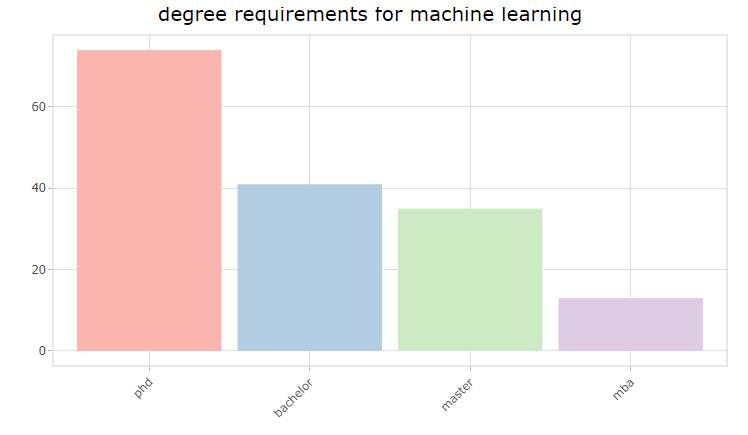 degree requirements for machine learning
60
40
20
0
phd
bachelor
master
mba